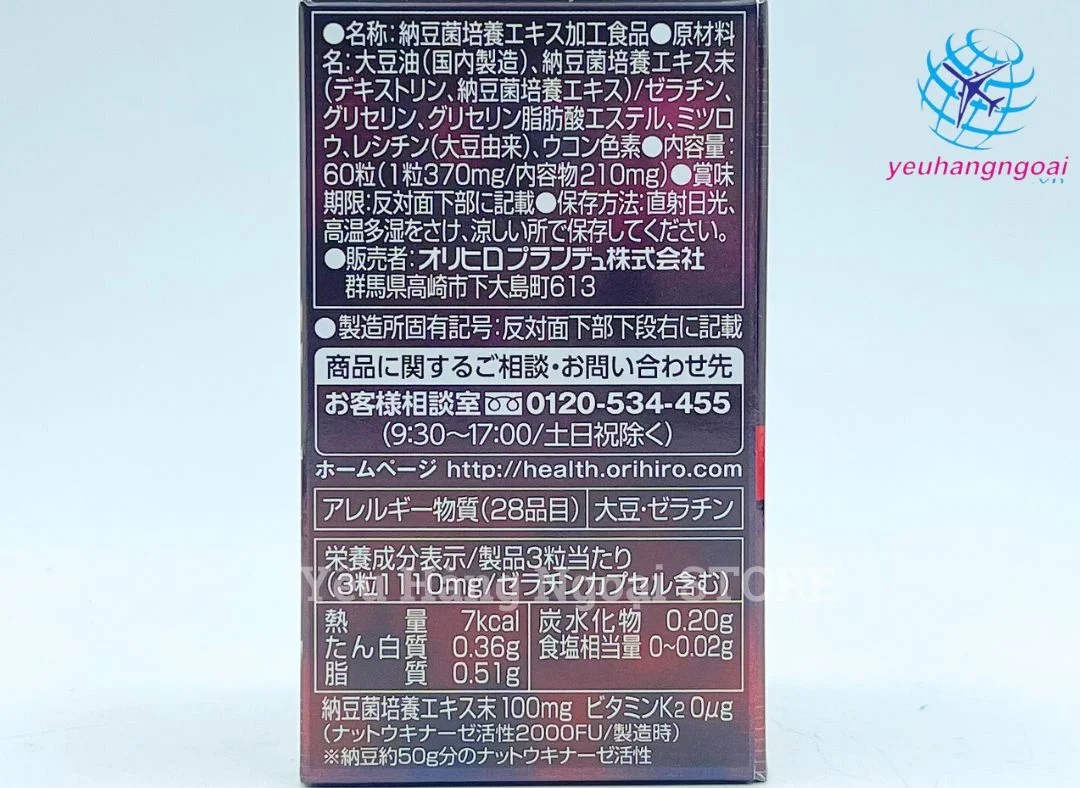 ●名称:納豆菌培養エキス加工食品●原材料
名:大豆油(国内製造)、納豆菌培養エキス末
(デキストリン、納豆菌培養エキス)/ゼラチン、
グリセリン、グリセリン脂肪酸エステル、ミツロ
ウ、レシチン(大豆由来)、ウコン色素●内容量:
60粒(1粒370mg/内容物210mg)●賞味
期限:反対面下部に記載●保存方法:直射日光、
高温多湿をさけ、涼しい所で保存してください。
●販売者:オリヒロプランデュ株式会社
群馬県高崎市下大島町613
●製造所固有記号:反対面下部下段右に記載
商品に関するご相談・お問い合わせ先
お客様相談室 0120-534-455
(9:30〜17:00/土日祝除く)
ホームページ http://health.orihiro.com
アレルギー物質(28品目) 大豆・ゼラチン
栄養成分表示/製品3粒当たり
(3粒1110mg/ゼラチンカプセル含む)
熱量 7kcal 炭水化物 0.20g
たん白質 0.36g 食塩相当量 0~0.02g
脂質 0.51g
納豆菌培養エキス末100mg ビタミンK2 0μg
(ナットウキナーゼ活性2000FU/製造時)
※納豆約50g分のナットウキナーゼ活性
yeuhangngoai
.vn
Yêu Hàng Ngoại STORE